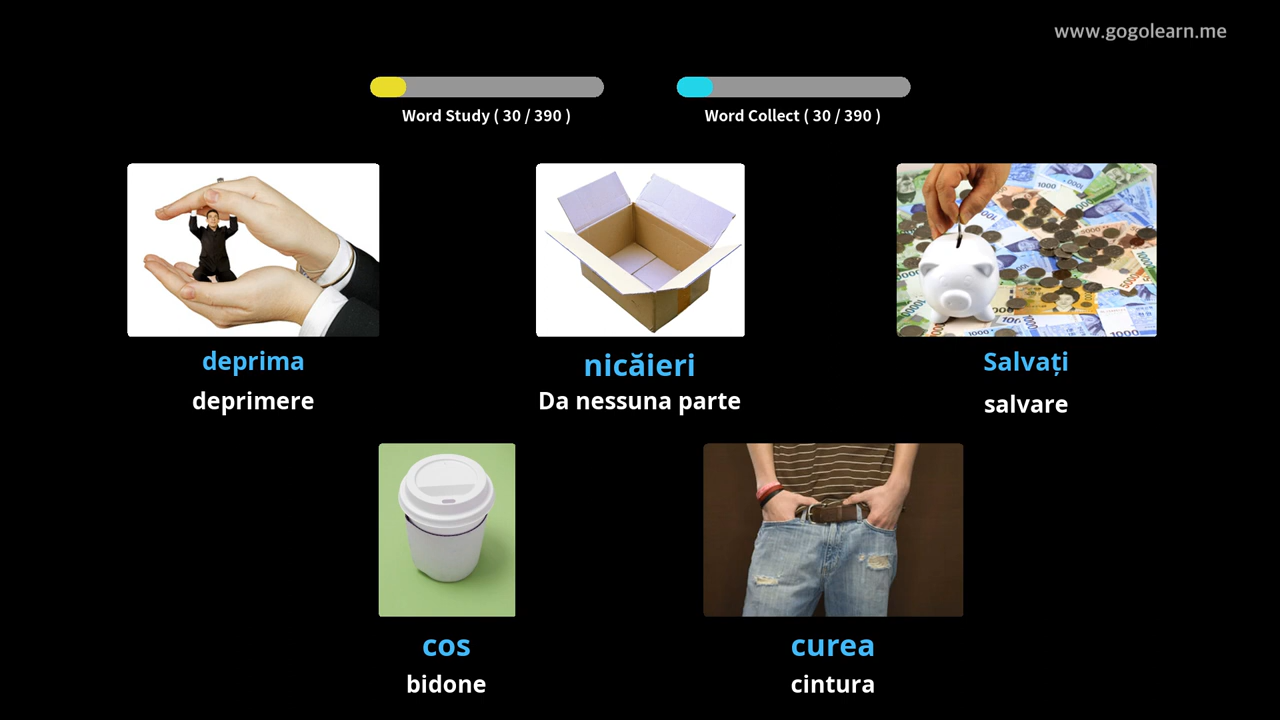 www.gogolearn.me
Word Study ( 30 / 390 )
Word Collect ( 30 / 390 )
deprima
deprimere
nicăieri
Da nessuna parte
Salvați
salvare
cos
bidone
curea
cintura